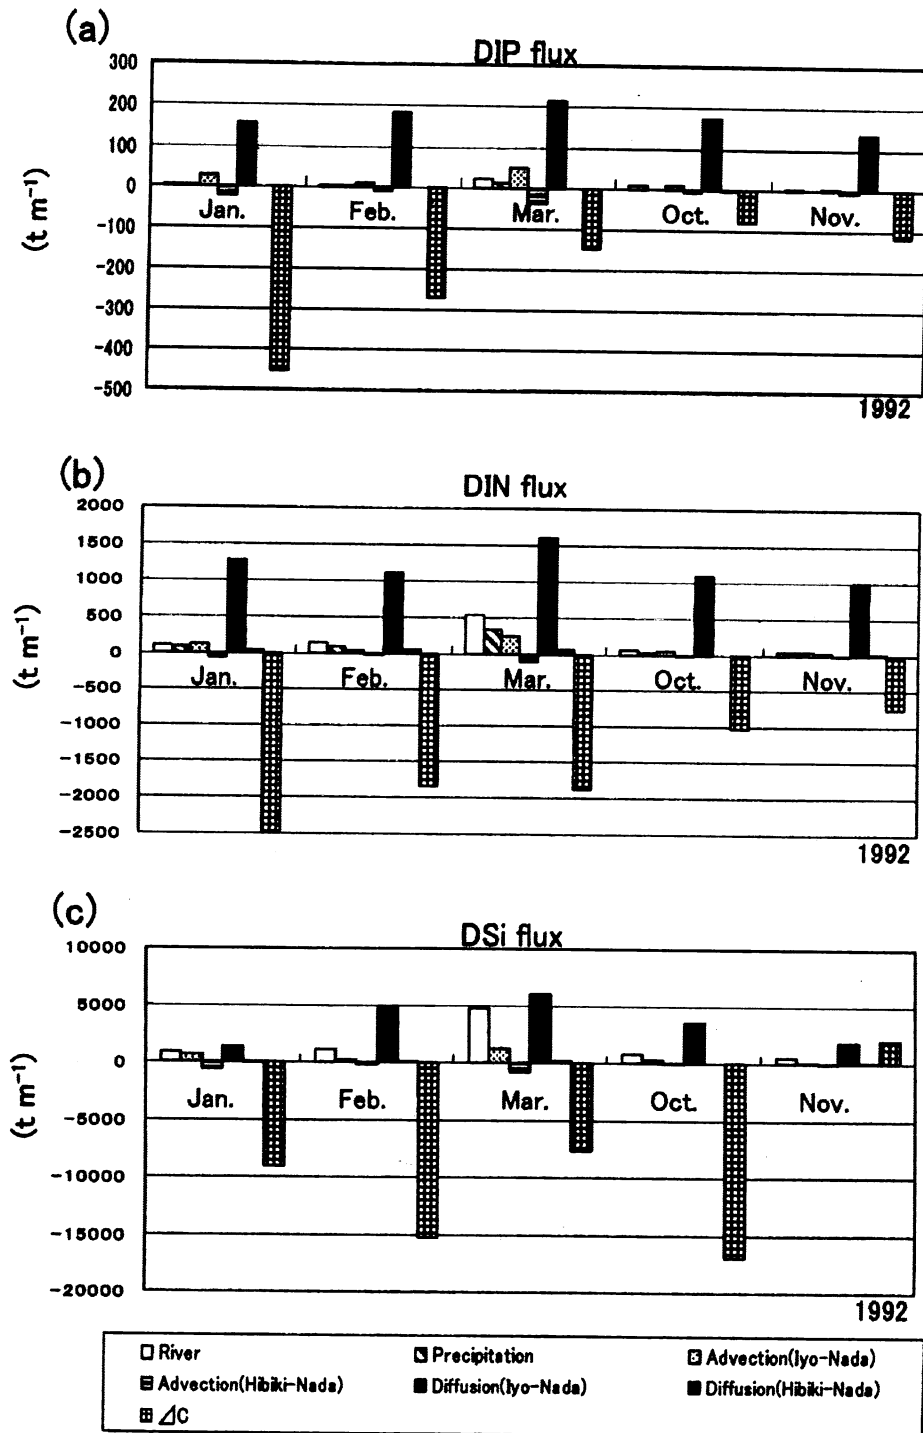 (a)
DIP flux
300
200
100
0
-100
-200
-300
-400
-500
(t m⁻¹)
Jan. Feb. Mar. Oct. Nov.
1992
(b)
DIN flux
2000
1500
1000
500
0
-500
-1000
-1500
-2000
-2500
(t m⁻¹)
Jan. Feb. Mar. Oct. Nov.
1992
(c)
DSi flux
10000
5000
0
-5000
-10000
-15000
-20000
(t m⁻¹)
Jan. Feb. Mar. Oct. Nov.
1992
River Precipitation Advection(Iyo-Nada)
Advection(Hibiki-Nada) Diffusion(Iyo-Nada) Diffusion(Hibiki-Nada)
⊿C